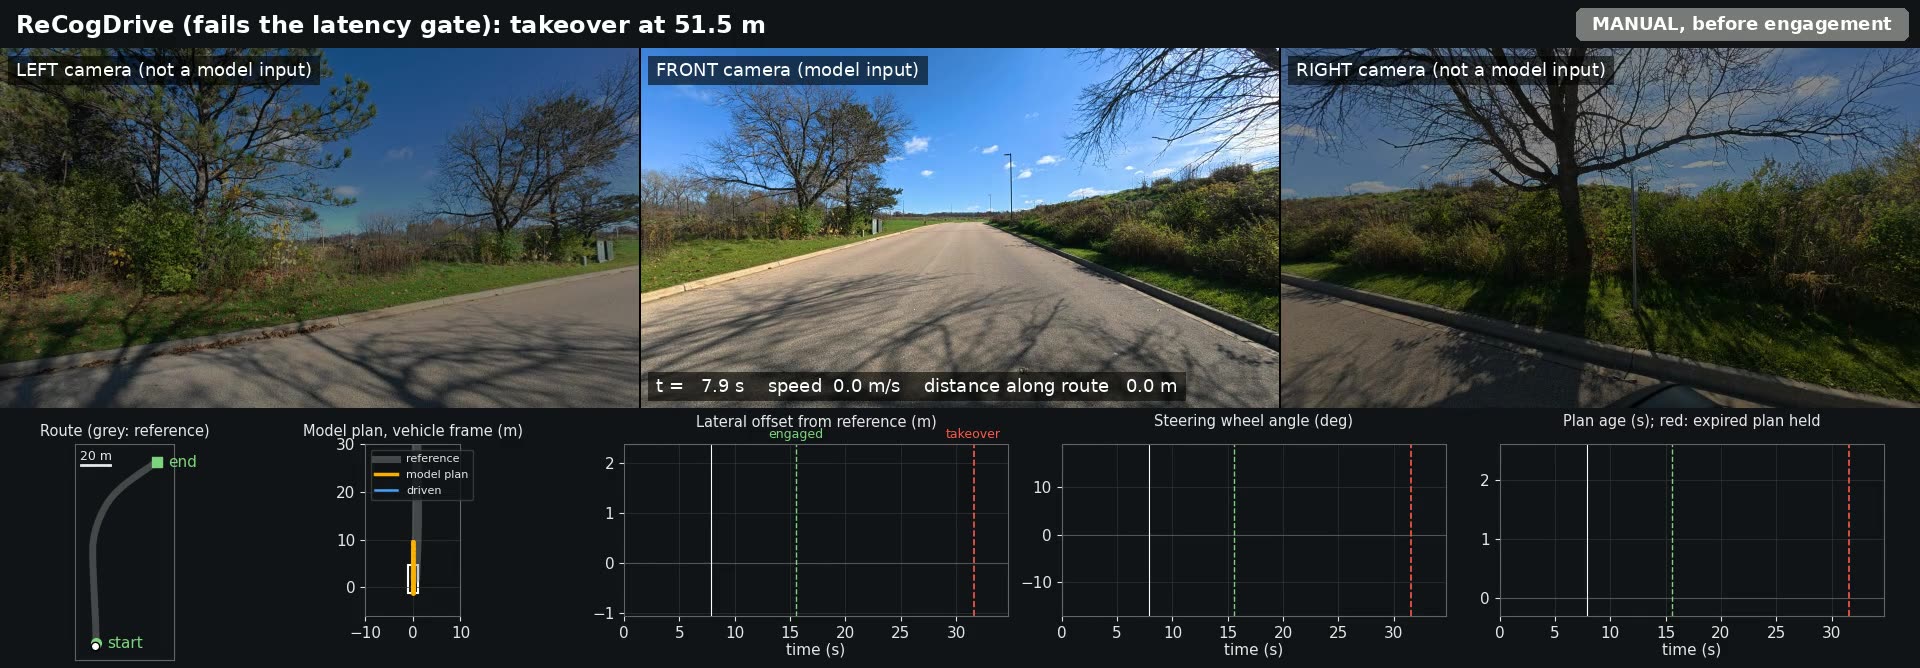 ReCogDrive (fails the latency gate): takeover at 51.5 m
MANUAL, before engagement
LEFT camera (not a model input)
FRONT camera (model input)
RIGHT camera (not a model input)
t = 7.9 s speed 0.0 m/s distance along route 0.0 m
Route (grey: reference)
20 m
end
start
Model plan, vehicle frame (m)
reference
model plan
driven
30
20
10
0
−10 0 10
Lateral offset from reference (m)
engaged takeover
2
1
0
−1
0 5 10 15 20 25 30
time (s)
Steering wheel angle (deg)
10
0
−10
0 5 10 15 20 25 30
time (s)
Plan age (s); red: expired plan held
2
1
0
0 5 10 15 20 25 30
time (s)